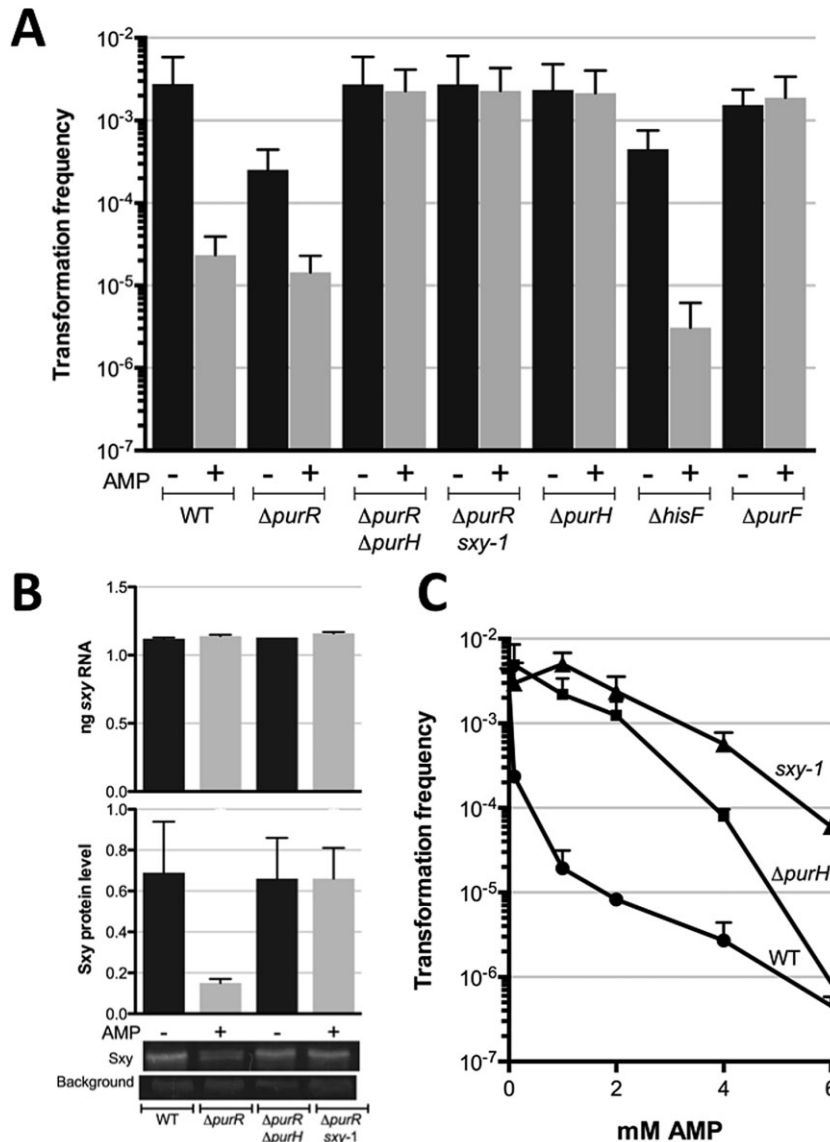 A
Transformation frequency
10-2
10-3
10-4
10-5
10-6
10-7
AMP - + - + - + - + - + - + - +
WT ΔpurR ΔpurR ΔpurR ΔpurH ΔhisF ΔpurF
ΔpurH sxy-1
B
ng sxy RNA
1.5
1.0
0.5
0.0
Sxy protein level
1.0
0.8
0.6
0.4
0.2
0.0
AMP - + - +
Sxy
Background
WT ΔpurR ΔpurR ΔpurR
ΔpurH sxy-1
C
Transformation frequency
10-2
10-3
10-4
10-5
10-6
10-7
sxy-1
ΔpurH
WT
0 2 4 6
mM AMP